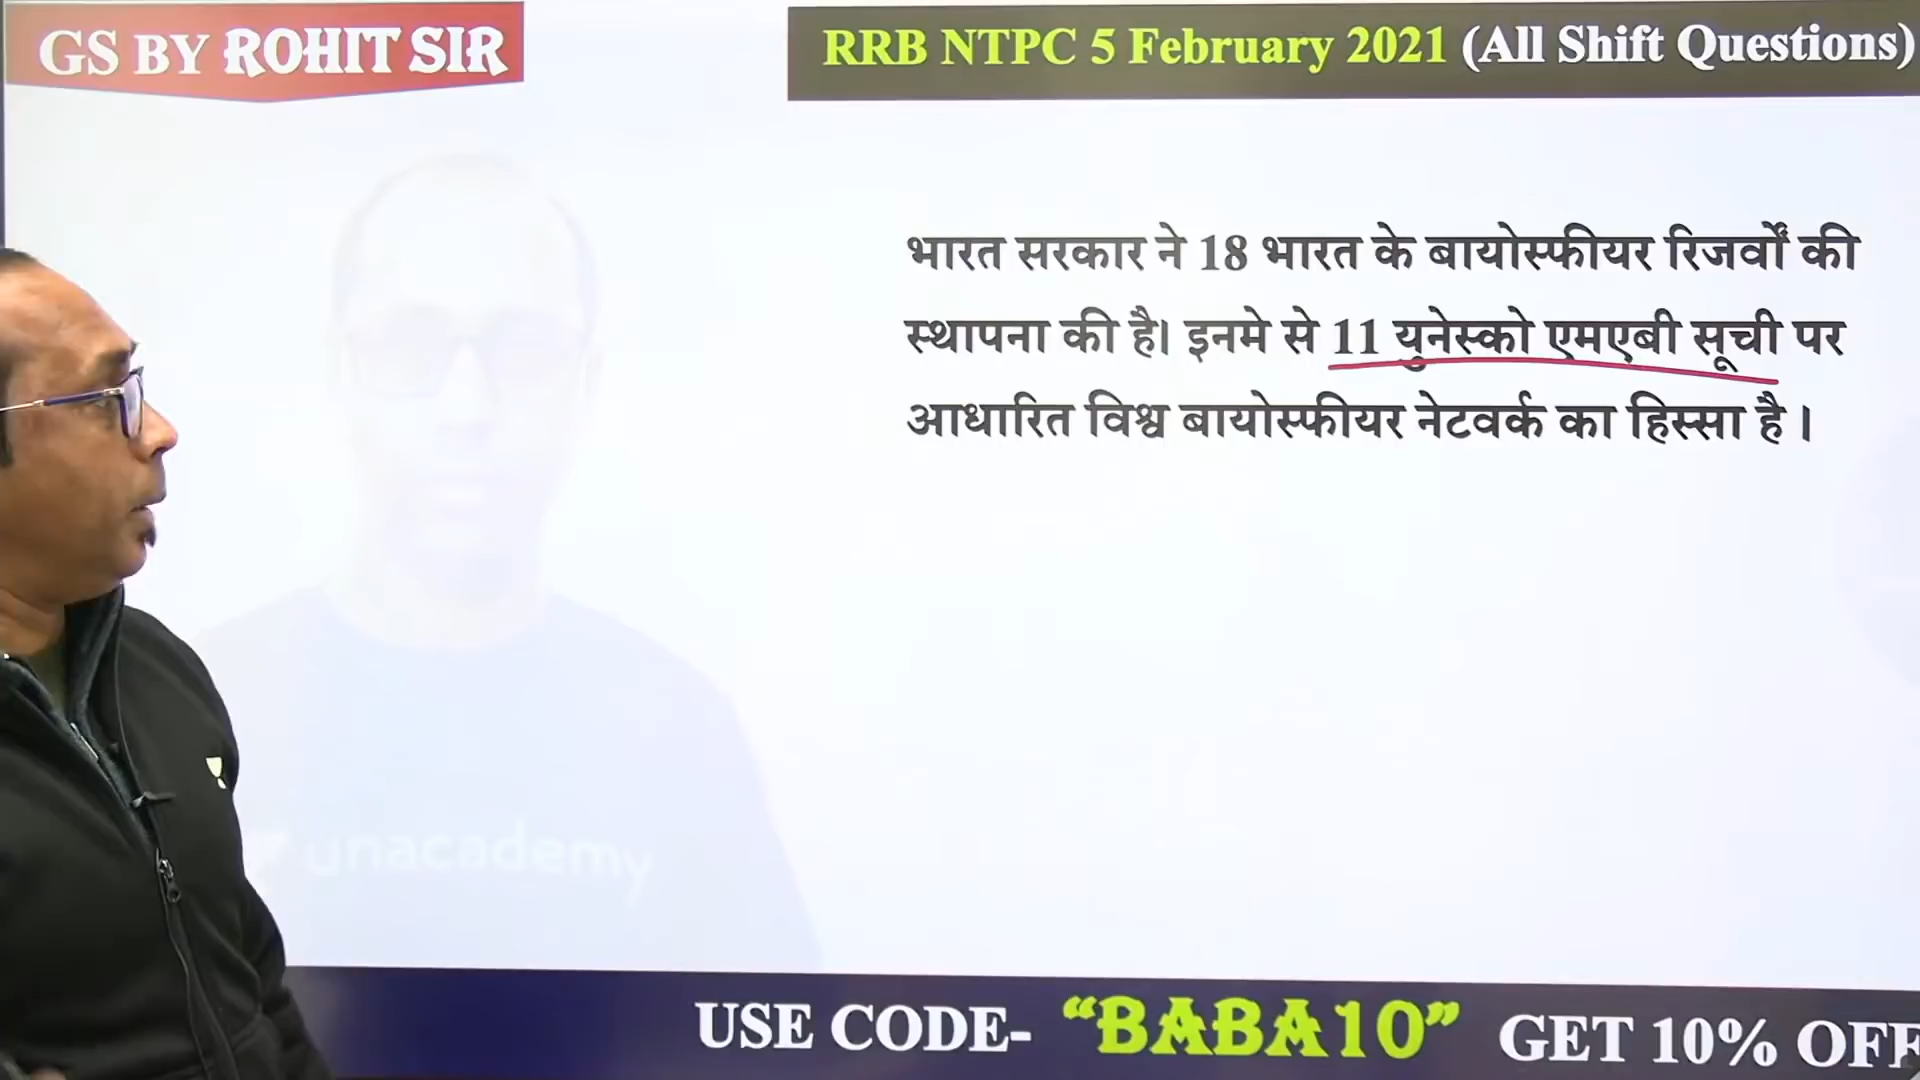 GS BY ROHIT SIR
RRB NTPC 5 February 2021 (All Shift Questions)
भारत सरकार ने 18 भारत के बायोस्फीयर रिजर्वों की
स्थापना की है। इनमे से 11 युनेस्को एमएबी सूची पर
आधारित विश्व बायोस्फीयर नेटवर्क का हिस्सा है ।
unacademy
USE CODE- “BABA10” GET 10% OFF